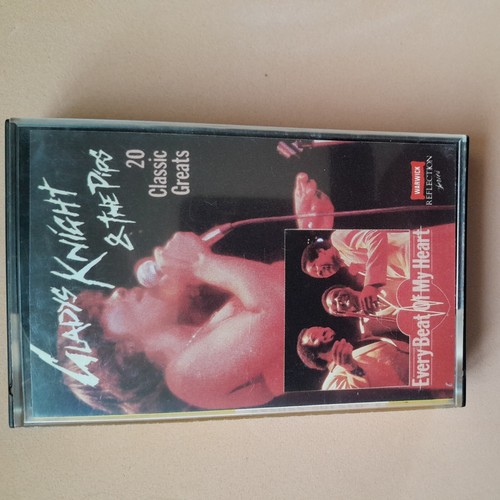 GLADYS KNIGHT
& THE PIPS
20
Classic
Greats
WARWICK
REFLECTION
Every Beat Of My Heart